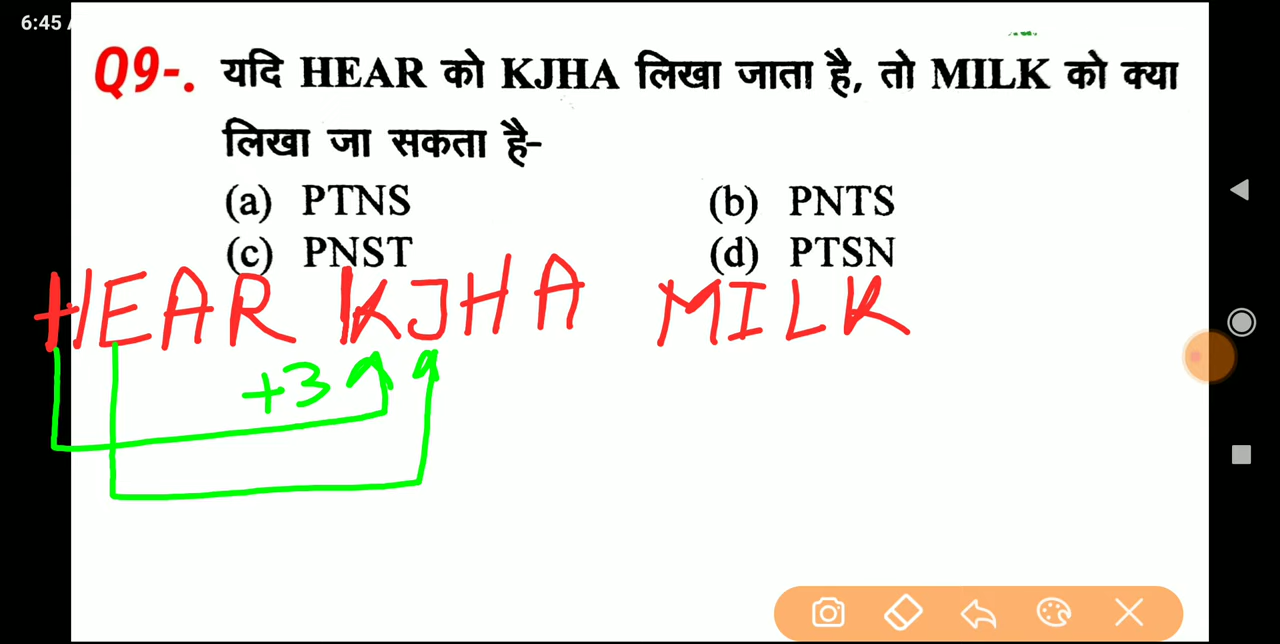 6:45
Q9-. यदि HEAR को KJHA लिखा जाता है, तो MILK को क्या
लिखा जा सकता है-
(a) PTNS (b) PNTS
(c) PNST (d) PTSN
HEAR KJHA MILK
+3